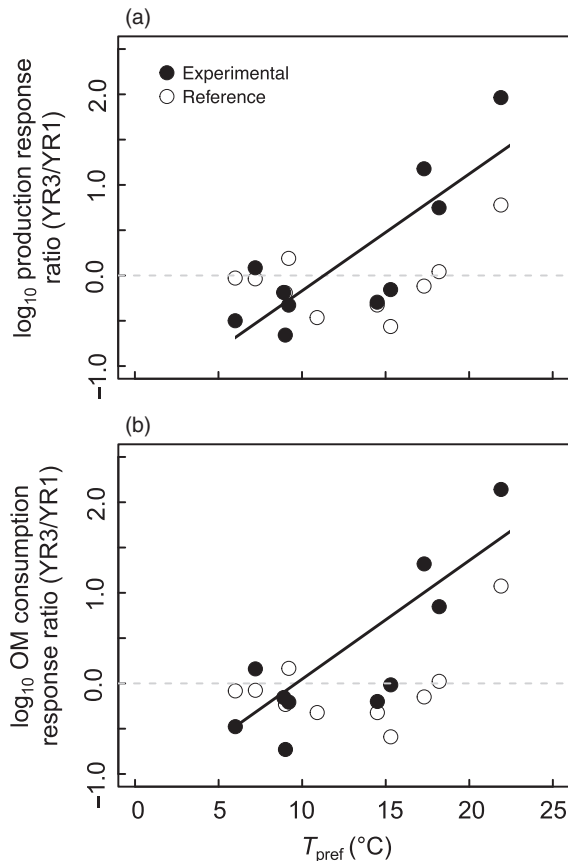 (a)
Experimental
Reference
log10 production response
ratio (YR3/YR1)
2.0
1.0
0.0
−1.0
(b)
log10 OM consumption
response ratio (YR3/YR1)
2.0
1.0
0.0
−1.0
0 5 10 15 20 25
Tpref (°C)